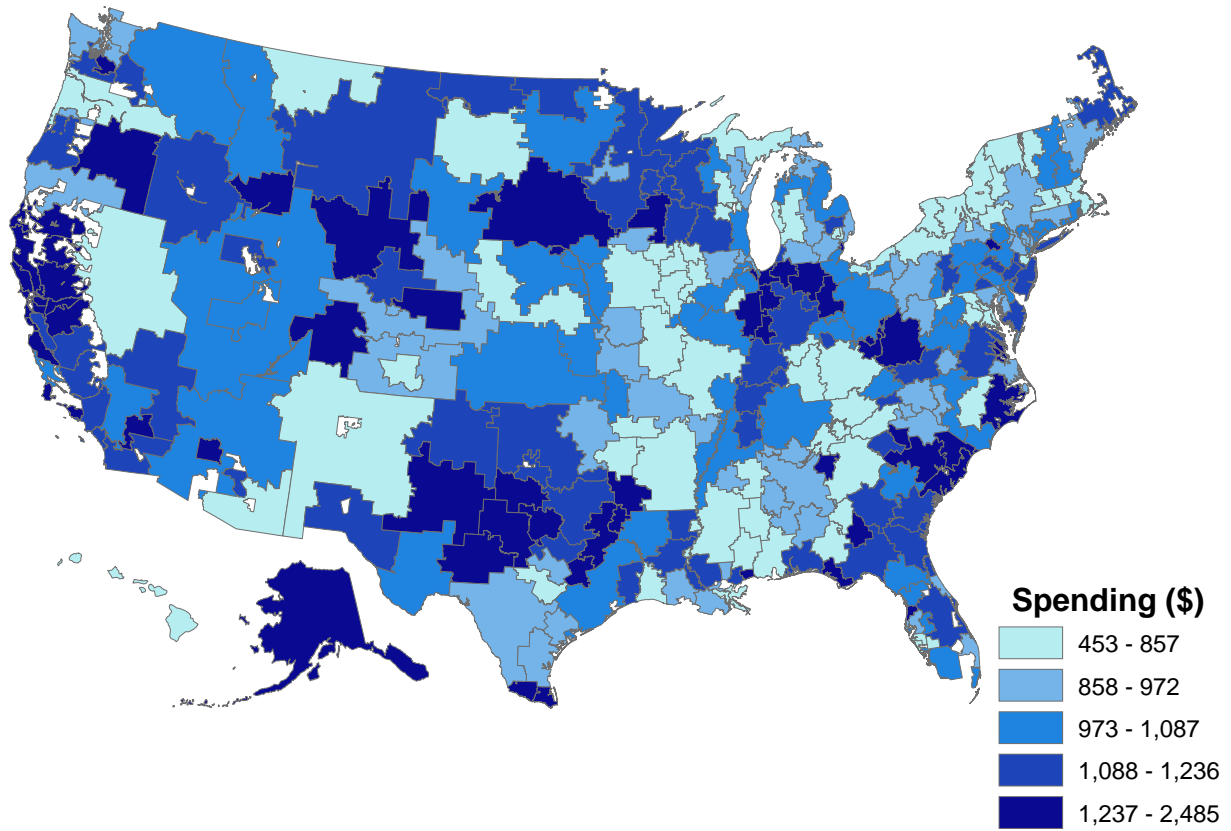 Spending ($)
453 - 857
858 - 972
973 - 1,087
1,088 - 1,236
1,237 - 2,485